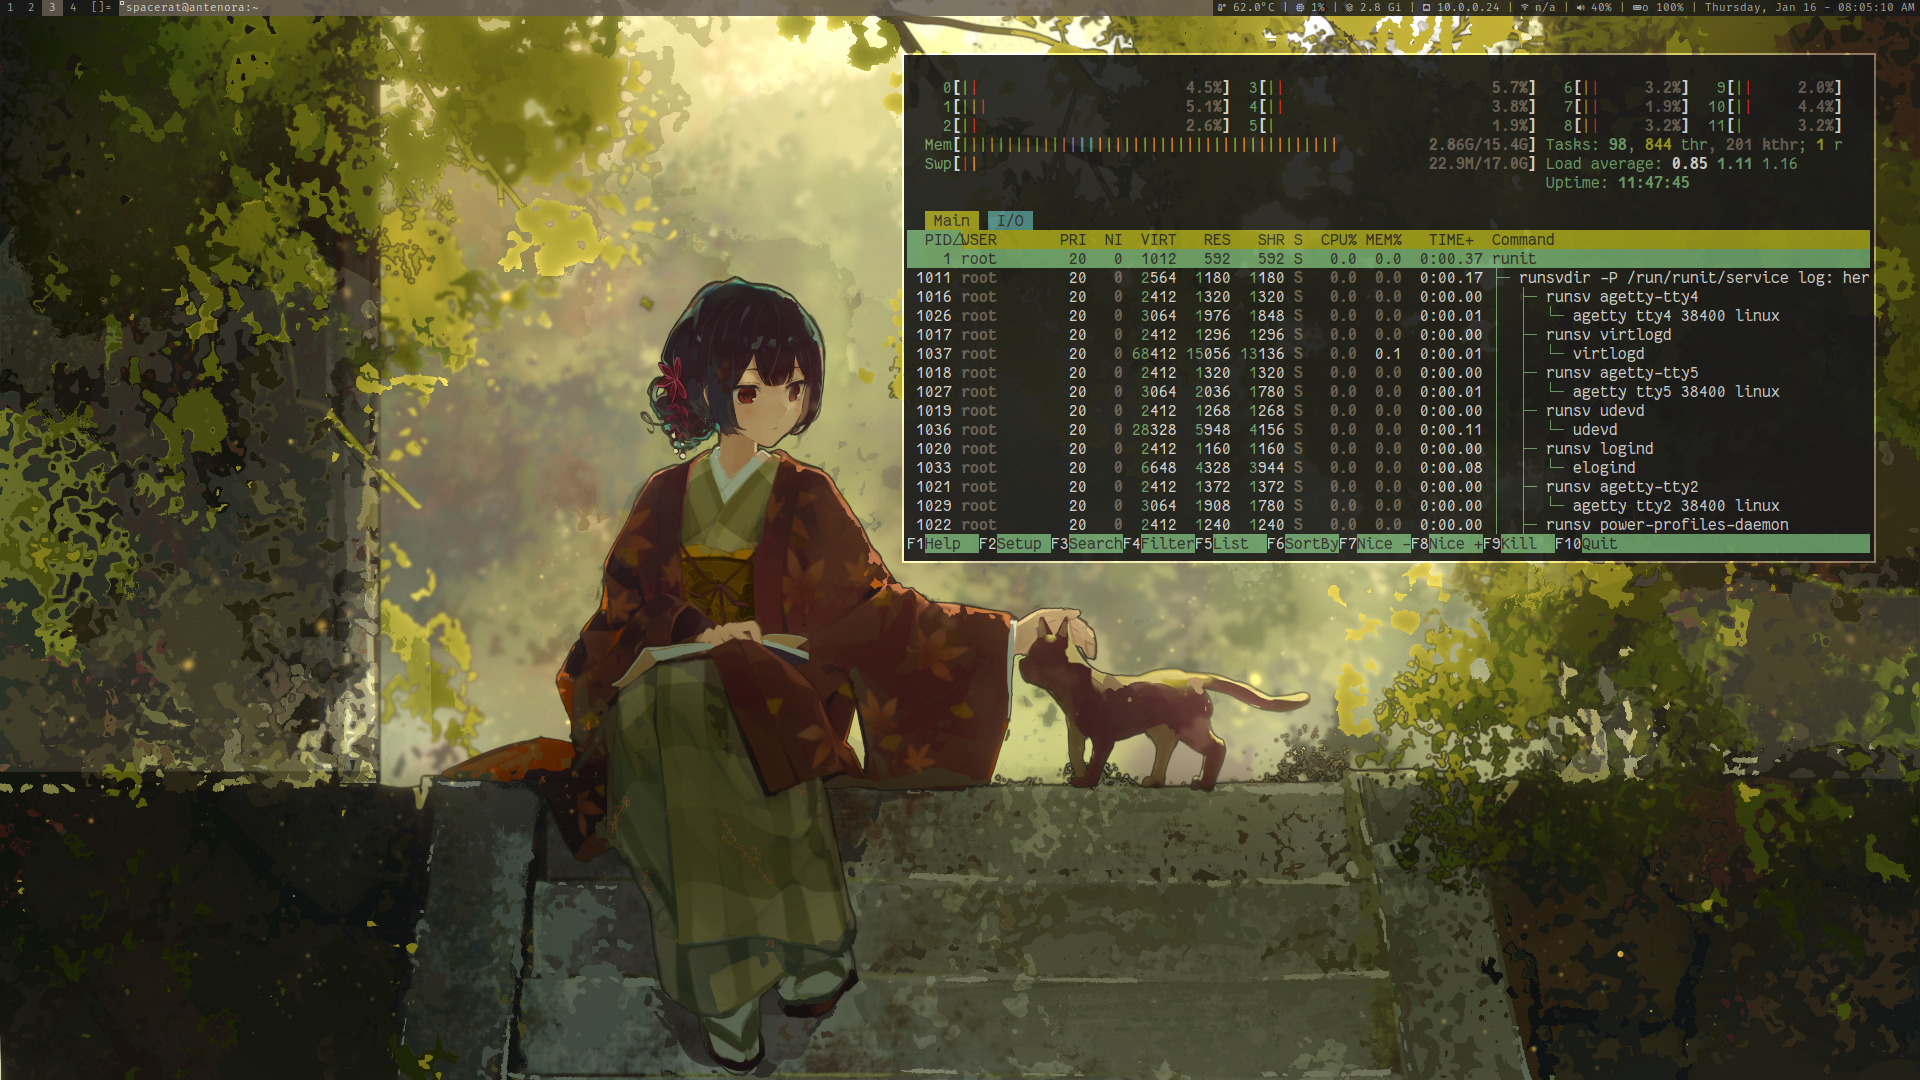 1 2 3 4 []= spacerat@antenora:~ 62.0°C | 1% | 2.8 Gi | 10.0.0.24 | n/a | 40% | 100% | Thursday, Jan 16 - 08:05:10 AM
0[|| 4.5%] 3[|| 5.7%] 6[|| 3.2%] 9[|| 2.0%]
1[||| 5.1%] 4[|| 3.8%] 7[|| 1.9%] 10[|| 4.4%]
2[|| 2.6%] 5[| 1.9%] 8[|| 3.2%] 11[| 3.2%]
Mem[|||||||||||||||||||||||||||||||||||||||||| 2.86G/15.4G] Tasks: 98, 844 thr, 201 kthr; 1 r
Swp[|| 22.9M/17.0G] Load average: 0.85 1.11 1.16
Uptime: 11:47:45
Main I/O
PID△USER PRI NI VIRT RES SHR S CPU% MEM% TIME+ Command
1 root 20 0 1012 592 592 S 0.0 0.0 0:00.37 runit
1011 root 20 0 2564 1180 1180 S 0.0 0.0 0:00.17 ├─ runsvdir -P /run/runit/service log: her
1016 root 20 0 2412 1320 1320 S 0.0 0.0 0:00.00 │ ├─ runsv agetty-tty4
1026 root 20 0 3064 1976 1848 S 0.0 0.0 0:00.01 │ │ └─ agetty tty4 38400 linux
1017 root 20 0 2412 1296 1296 S 0.0 0.0 0:00.00 │ ├─ runsv virtlogd
1037 root 20 0 68412 15056 13136 S 0.0 0.1 0:00.01 │ │ └─ virtlogd
1018 root 20 0 2412 1320 1320 S 0.0 0.0 0:00.00 │ ├─ runsv agetty-tty5
1027 root 20 0 3064 2036 1780 S 0.0 0.0 0:00.01 │ │ └─ agetty tty5 38400 linux
1019 root 20 0 2412 1268 1268 S 0.0 0.0 0:00.00 │ ├─ runsv udevd
1036 root 20 0 28328 5948 4156 S 0.0 0.0 0:00.11 │ │ └─ udevd
1020 root 20 0 2412 1160 1160 S 0.0 0.0 0:00.00 │ ├─ runsv logind
1033 root 20 0 6648 4328 3944 S 0.0 0.0 0:00.08 │ │ └─ elogind
1021 root 20 0 2412 1372 1372 S 0.0 0.0 0:00.00 │ ├─ runsv agetty-tty2
1029 root 20 0 3064 1908 1780 S 0.0 0.0 0:00.00 │ │ └─ agetty tty2 38400 linux
1022 root 20 0 2412 1240 1240 S 0.0 0.0 0:00.00 │ ├─ runsv power-profiles-daemon
F1Help F2Setup F3SearchF4FilterF5List F6SortByF7Nice -F8Nice +F9Kill F10Quit